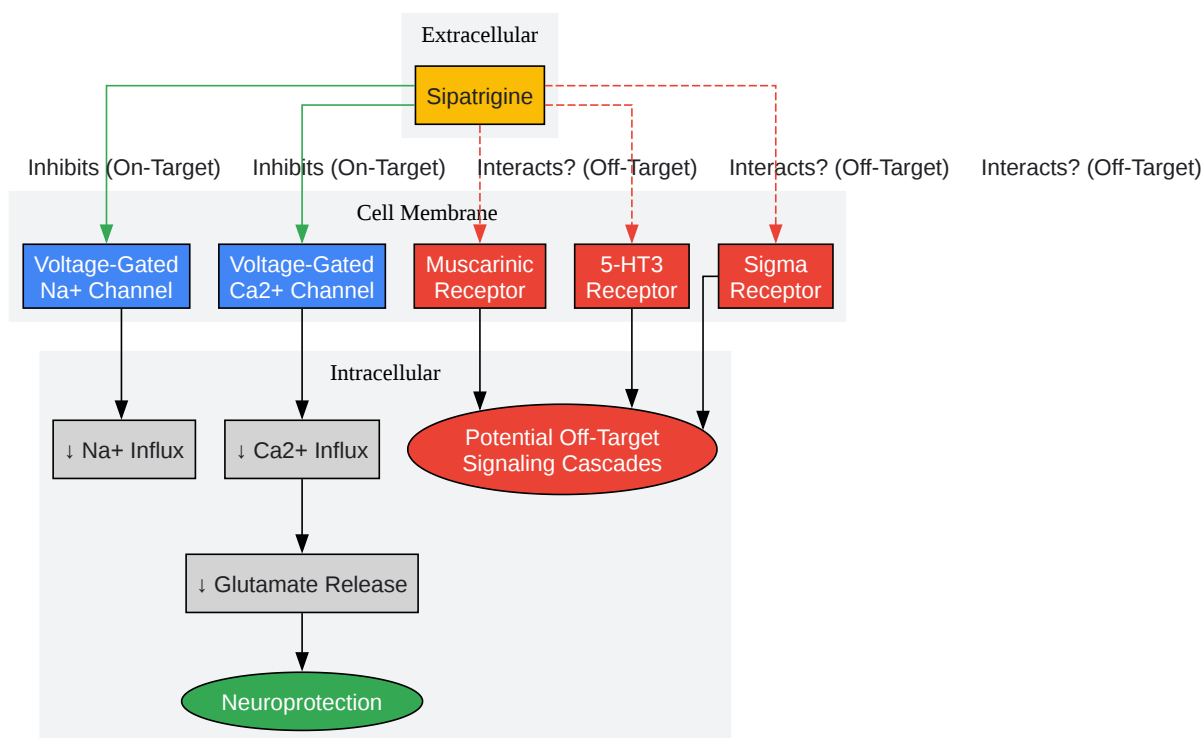 Extracellular
Sipatrigine
Inhibits (On-Target)
Inhibits (On-Target)
Interacts? (Off-Target)
Interacts? (Off-Target)
Interacts? (Off-Target)
Cell Membrane
Voltage-Gated
Na+ Channel
Voltage-Gated
Ca2+ Channel
Muscarinic
Receptor
5-HT3
Receptor
Sigma
Receptor
Intracellular
↓ Na+ Influx
↓ Ca2+ Influx
Potential Off-Target
Signaling Cascades
↓ Glutamate Release
Neuroprotection